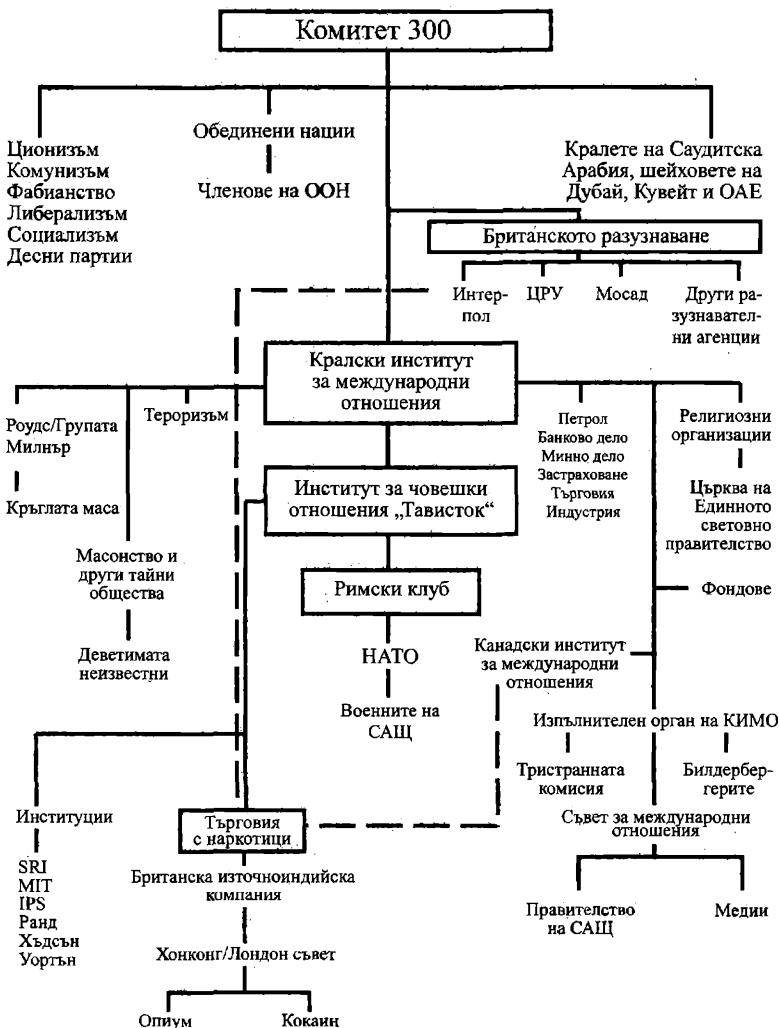 Комитет 300
Ционизъм
Комунизъм
Фабианство
Либерализъм
Социализъм
Десни партии
Обединени нации
Членове на ООН
Кралете на Саудитска
Арабия, шейховете на
Дубай, Кувейт и ОАЕ
Британското разузнаване
Интер-
пол
ЦРУ
Мосад
Други ра-
зузнавател-
ни агенции
Кралски институт
за международни
отношения
Роудс/Групата
Милнър
Кръглата маса
Тероризъм
Масонство и
други тайни
общества
Деветимата
неизвестни
Петрол
Банково дело
Минно дело
Застраховане
Търговия
Индустрия
Религиозни
организации
Църква на
Единното
световно
правителство
Фондове
Институт за човешки
отношения „Тависток“
Римски клуб
НАТО
Военните на
САЩ
Канадски институт
за международни
отношения
Изпълнителен орган на КИМО
Тристранната
комисия
Билдербер-
герите
Съвет за международни
отношения
Правителство
на САЩ
Медии
Институции
SRI
MIT
IPS
Ранд
Хъдсън
Уортън
Търговия
с наркотици
Британска източноиндийска
компания
Хонконг/Лондон съвет
Опиум
Кокаин